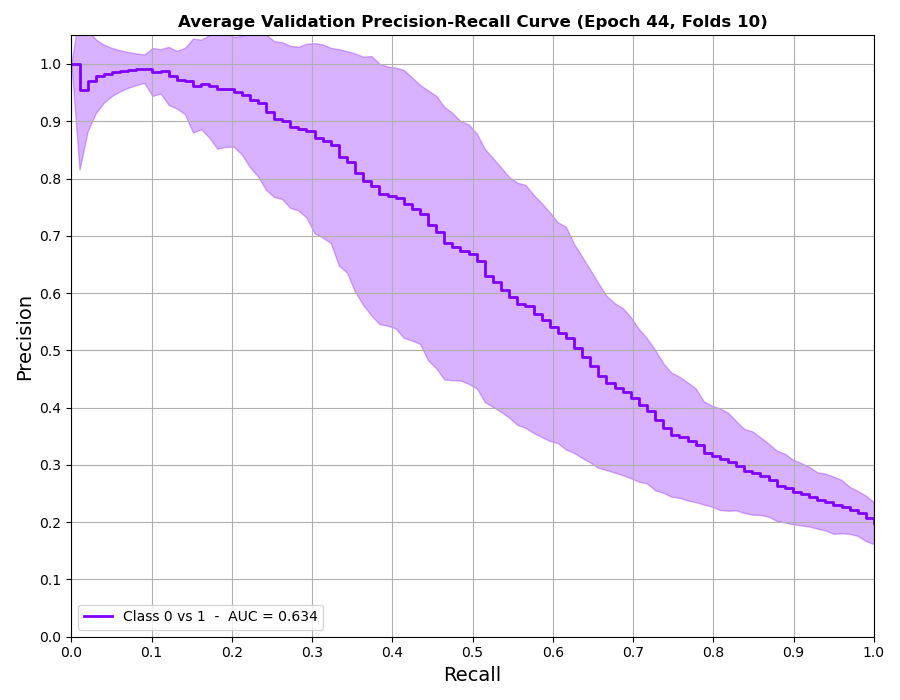 Average Validation Precision-Recall Curve (Epoch 44, Folds 10)
1.0
0.9
0.8
0.7
0.6
0.5
0.4
0.3
0.2
0.1
0.0
Precision
Class 0 vs 1 - AUC = 0.634
0.0 0.1 0.2 0.3 0.4 0.5 0.6 0.7 0.8 0.9 1.0
Recall